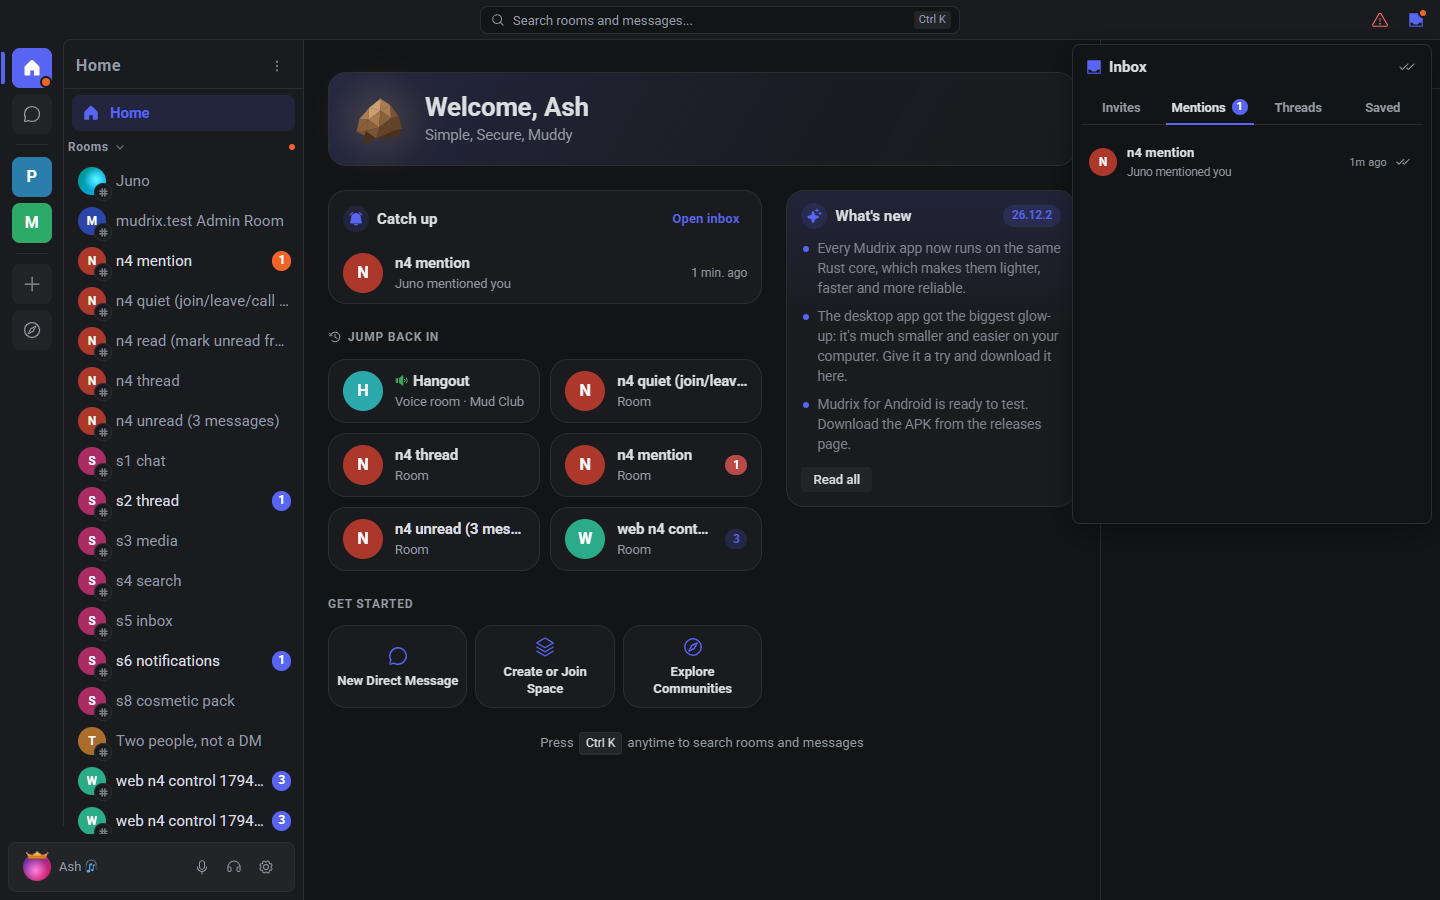 Search rooms and messages...
Ctrl K
Home
Home
Rooms
Juno
M
mudrix.test Admin Room
N
n4 mention
1
N
n4 quiet (join/leave/call ...
N
n4 read (mark unread fr...
N
n4 thread
N
n4 unread (3 messages)
S
s1 chat
S
s2 thread
1
S
s3 media
S
s4 search
S
s5 inbox
S
s6 notifications
1
S
s8 cosmetic pack
T
Two people, not a DM
W
web n4 control 1794...
3
W
web n4 control 1794...
3
P
M
Ash
Welcome, Ash
Simple, Secure, Muddy
Catch up
Open inbox
N
n4 mention
1 min. ago
Juno mentioned you
JUMP BACK IN
H
Hangout
Voice room · Mud Club
N
n4 quiet (join/leav...
Room
N
n4 thread
Room
N
n4 mention
Room
1
N
n4 unread (3 mes...
Room
W
web n4 cont...
Room
3
GET STARTED
New Direct Message
Create or Join
Space
Explore
Communities
Press Ctrl K anytime to search rooms and messages
What's new
26.12.2
Every Mudrix app now runs on the same
Rust core, which makes them lighter,
faster and more reliable.
The desktop app got the biggest glow-
up: it's much smaller and easier on your
computer. Give it a try and download it
here.
Mudrix for Android is ready to test.
Download the APK from the releases
page.
Read all
Inbox
Invites
Mentions 1
Threads
Saved
N
n4 mention
1m ago
Juno mentioned you